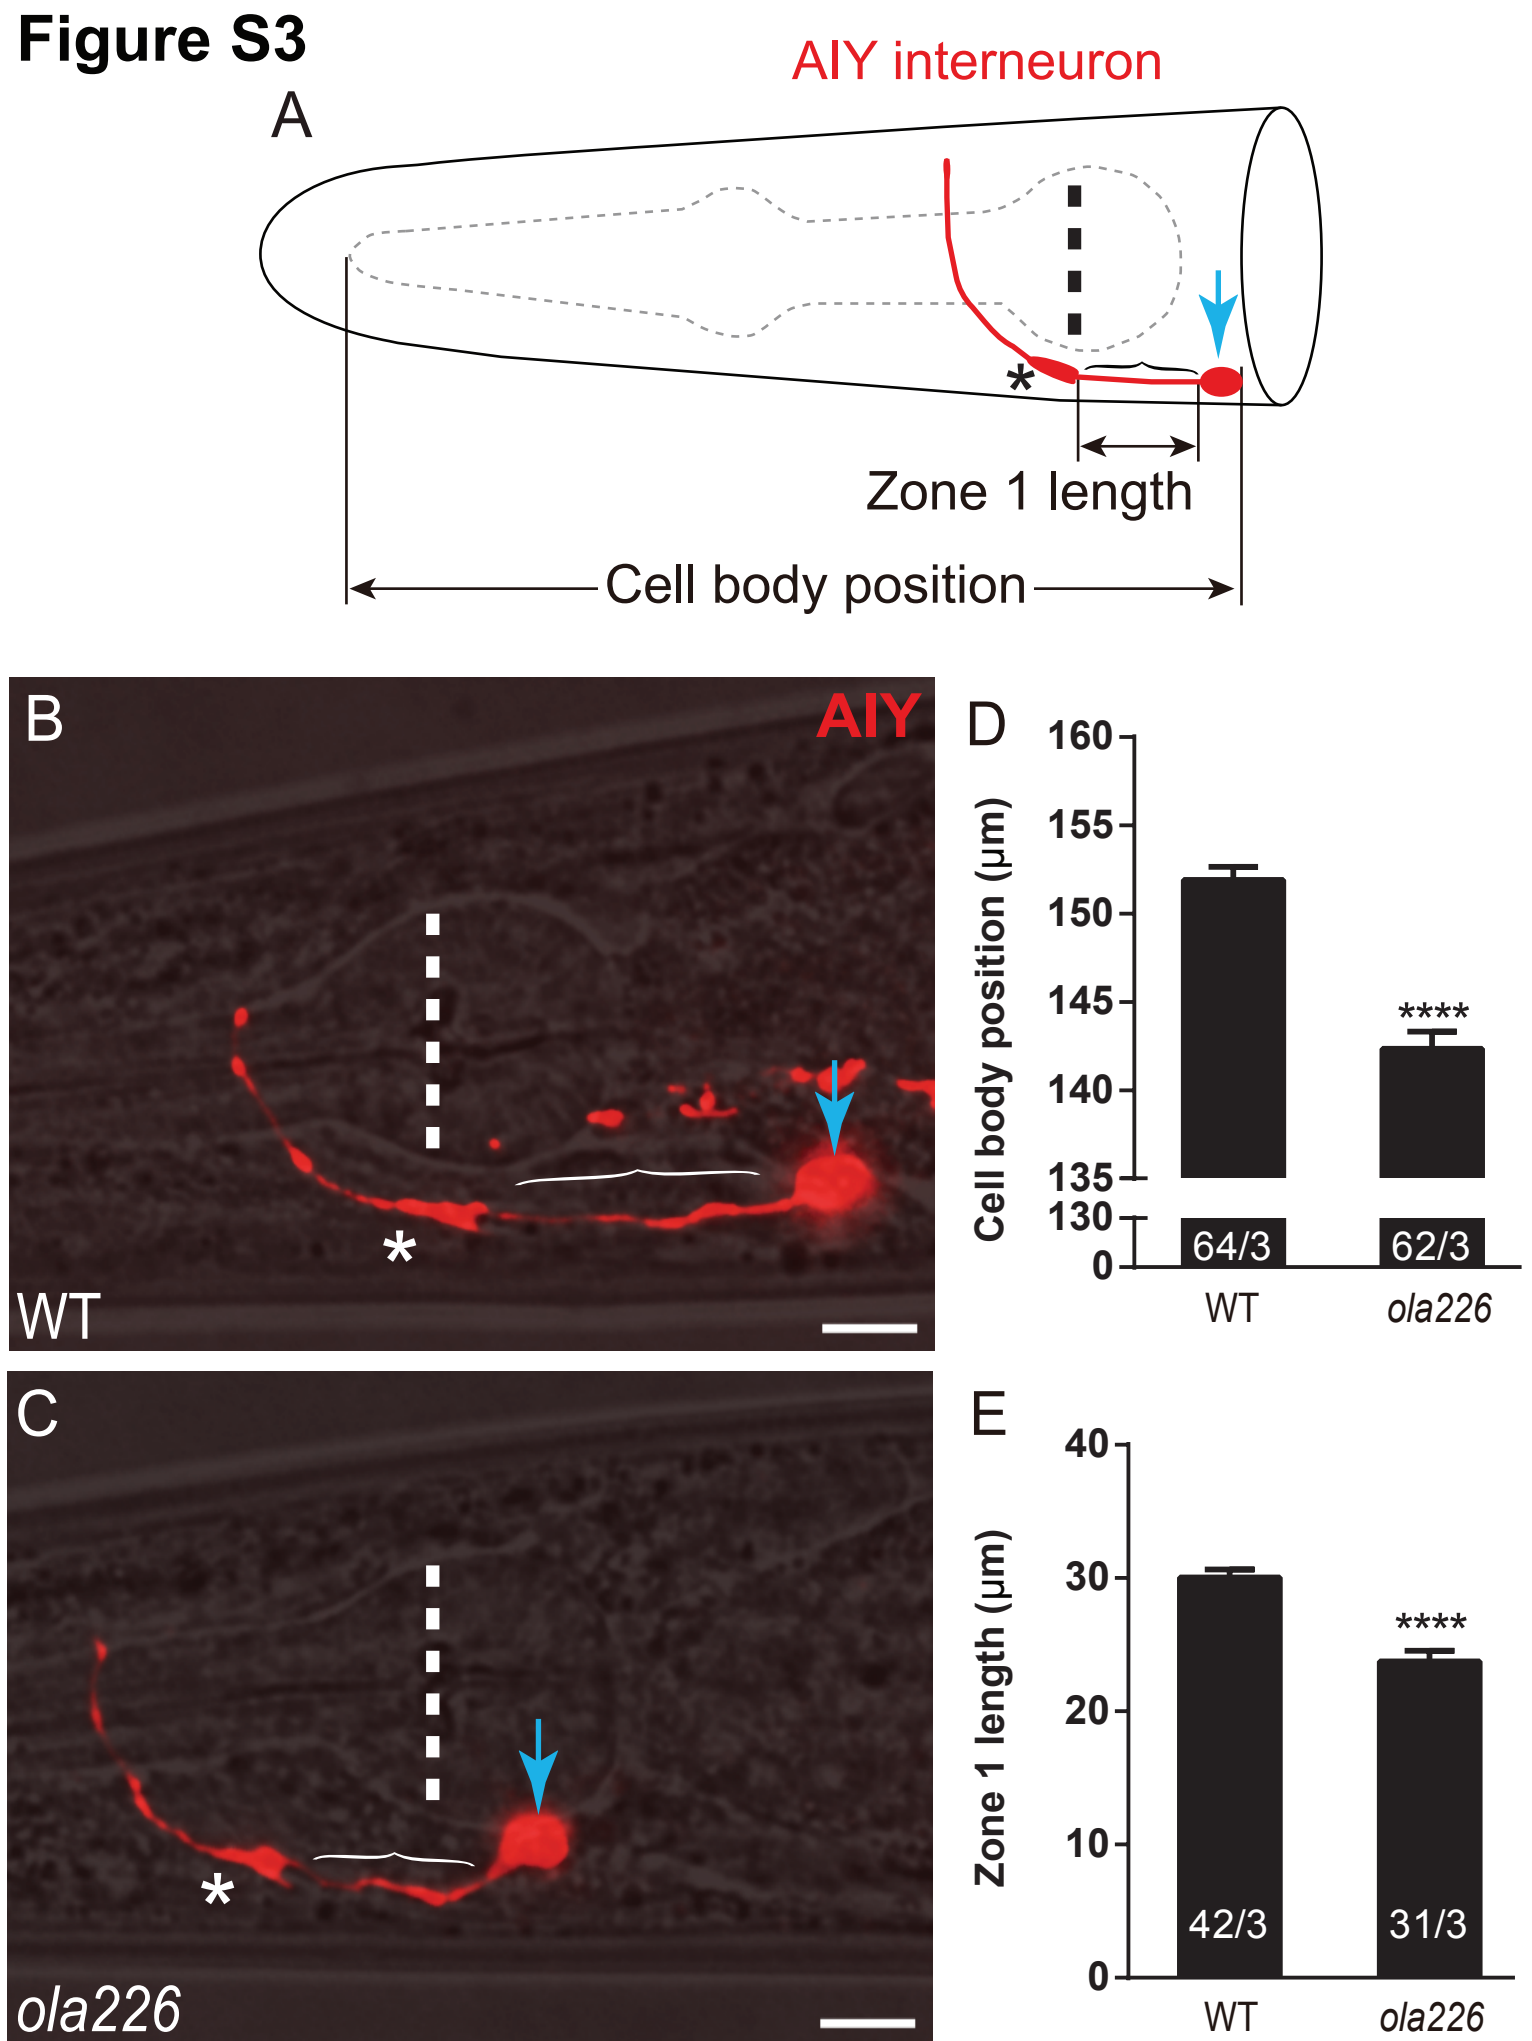 Figure S3
A
AIY interneuron
*
Zone 1 length
Cell body position
B
AIY
*
WT
C
*
ola226
D
Cell body position (µm)
160
155
150
145
140
135
130
0
****
64/3
62/3
WT
ola226
E
Zone 1 length (µm)
40
30
20
10
0
****
42/3
31/3
WT
ola226